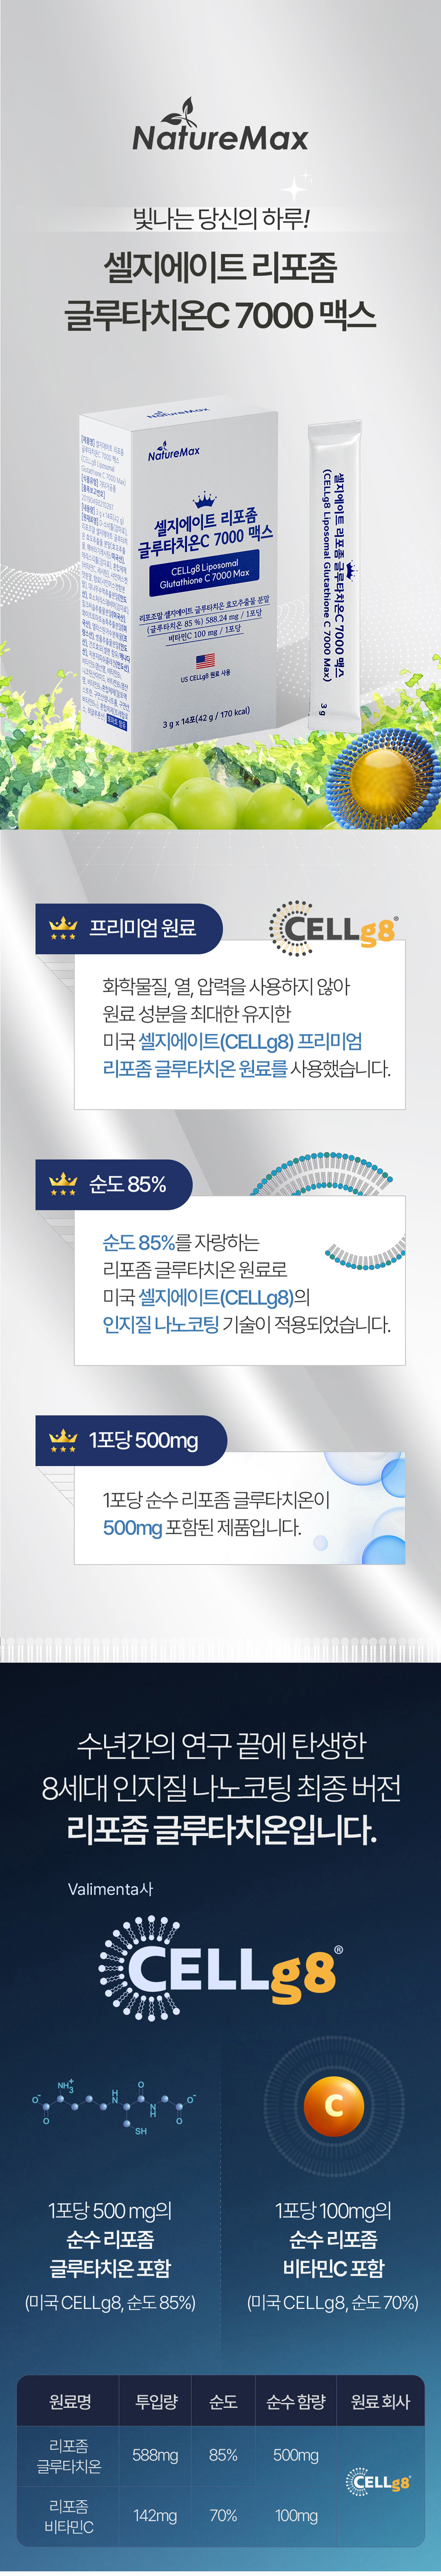 NatureMax
빛나는 당신의 하루!
셀지에이트 리포좀
글루타치온C 7000 맥스
NatureMax
NatureMax
셀지에이트 리포좀
글루타치온C 7000 맥스
CELLg8 Liposomal
Glutathione C 7000 Max
리포조말 셀지에이트 글루타치온 효모추출물 분말
(글루타치온 85 %) 588.24 mg / 1포당
비타민C 100 mg / 1포당
US CELLg8 원료 사용
3 g x 14포(42 g / 170 kcal)
셀지에이트 리포좀 글루타치온C 7000 맥스
(CELLg8 Liposomal Glutathione C 7000 Max)
3 g
프리미엄 원료
CELLg8®
화학물질, 열, 압력을 사용하지 않아
원료 성분을 최대한 유지한
미국 셀지에이트(CELLg8) 프리미엄
리포좀 글루타치온 원료를 사용했습니다.
순도 85%
순도 85%를 자랑하는
리포좀 글루타치온 원료로
미국 셀지에이트(CELLg8)의
인지질 나노코팅 기술이 적용되었습니다.
1포당 500mg
1포당 순수 리포좀 글루타치온이
500mg 포함된 제품입니다.
수년간의 연구 끝에 탄생한
8세대 인지질 나노코팅 최종 버전
리포좀 글루타치온입니다.
Valimenta사
CELLg8®
NH3+ O- O H N O SH N H O O-
C
1포당 500 mg의
순수 리포좀
글루타치온 포함
(미국 CELLg8, 순도 85%)
1포당 100mg의
순수 리포좀
비타민C 포함
(미국 CELLg8, 순도 70%)
원료명 투입량 순도 순수 함량 원료 회사
리포좀
글루타치온 588mg 85% 500mg
CELLg8®
리포좀
비타민C 142mg 70% 100mg